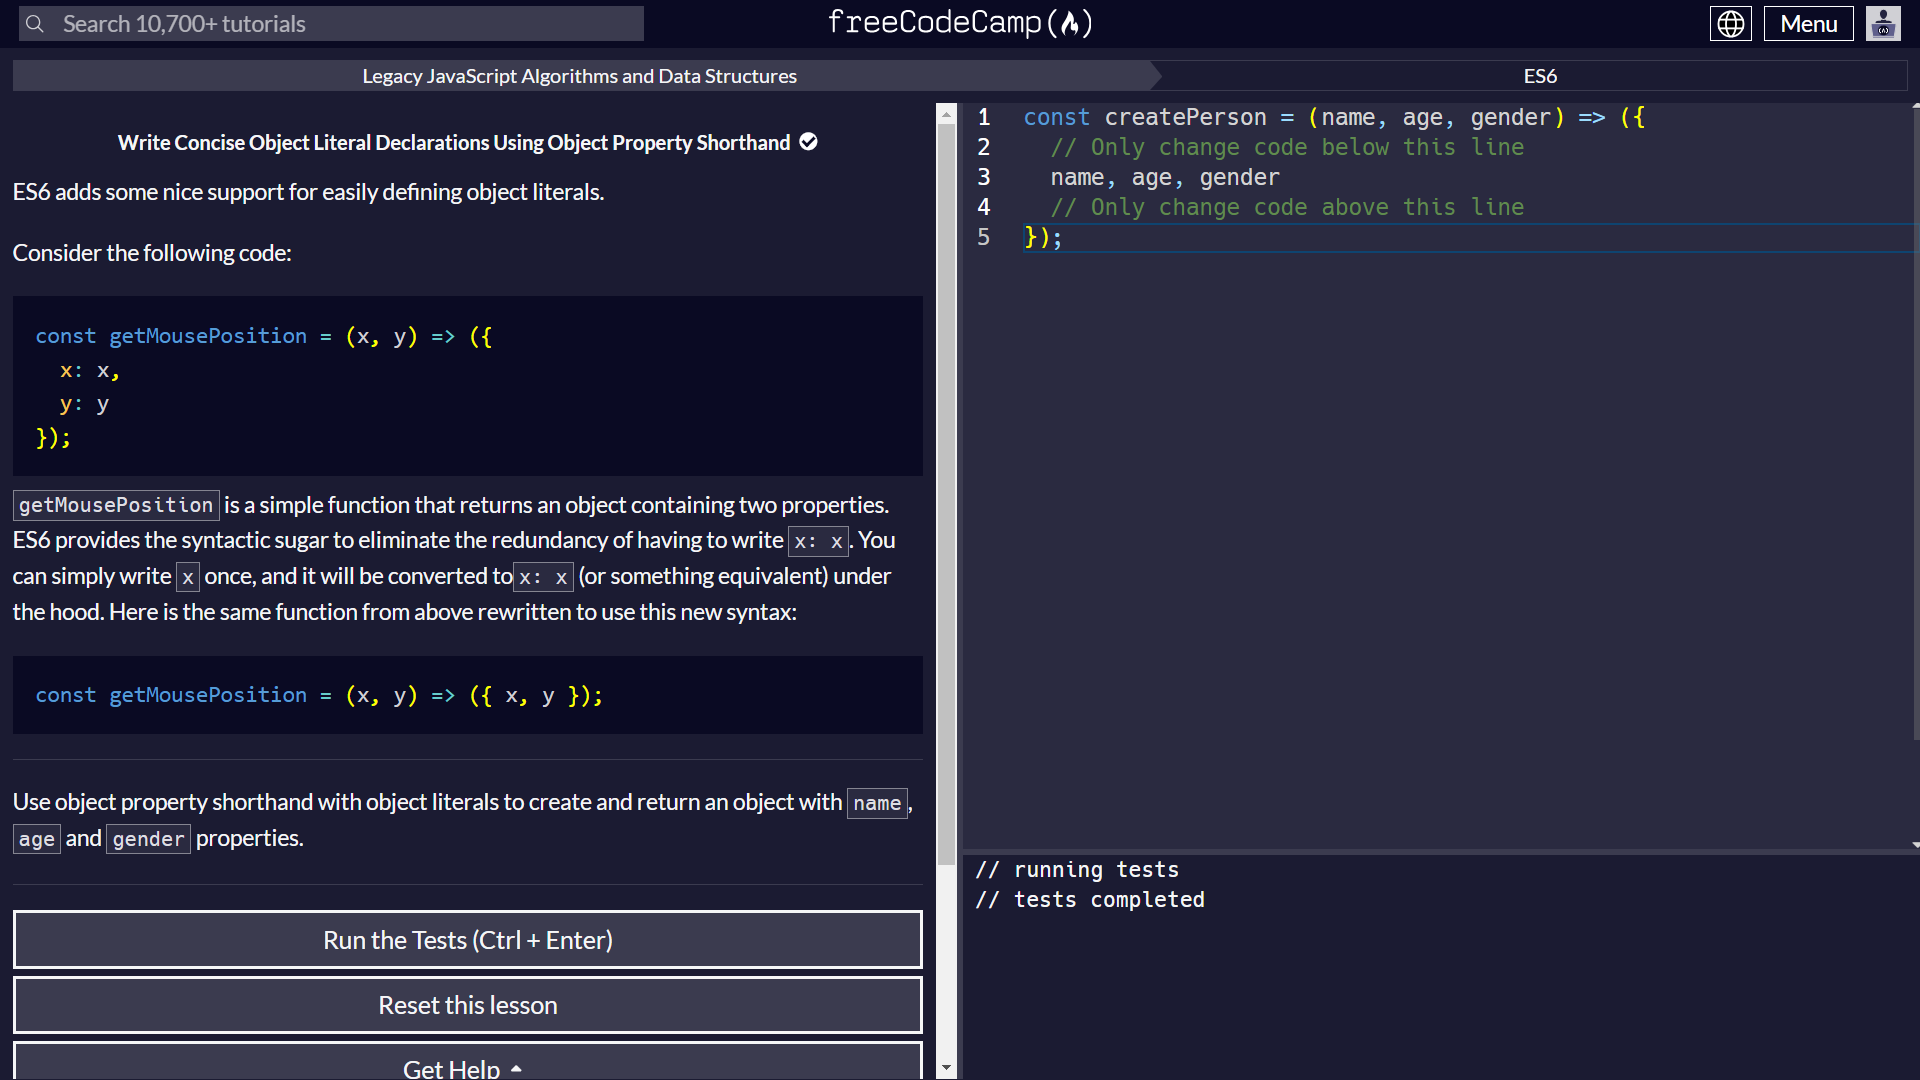 Search 10,700+ tutorials
freeCodeCamp(🔥)
Menu
Legacy JavaScript Algorithms and Data Structures
ES6
Write Concise Object Literal Declarations Using Object Property Shorthand
ES6 adds some nice support for easily defining object literals.
Consider the following code:
const getMousePosition = (x, y) => ({
  x: x,
  y: y
});
getMousePosition is a simple function that returns an object containing two properties.
ES6 provides the syntactic sugar to eliminate the redundancy of having to write x: x. You
can simply write x once, and it will be converted to x: x (or something equivalent) under
the hood. Here is the same function from above rewritten to use this new syntax:
const getMousePosition = (x, y) => ({ x, y });
Use object property shorthand with object literals to create and return an object with name,
age and gender properties.
Run the Tests (Ctrl + Enter)
Reset this lesson
Get Help
1 const createPerson = (name, age, gender) => ({
2   // Only change code below this line
3   name, age, gender
4   // Only change code above this line
5 });
// running tests
// tests completed